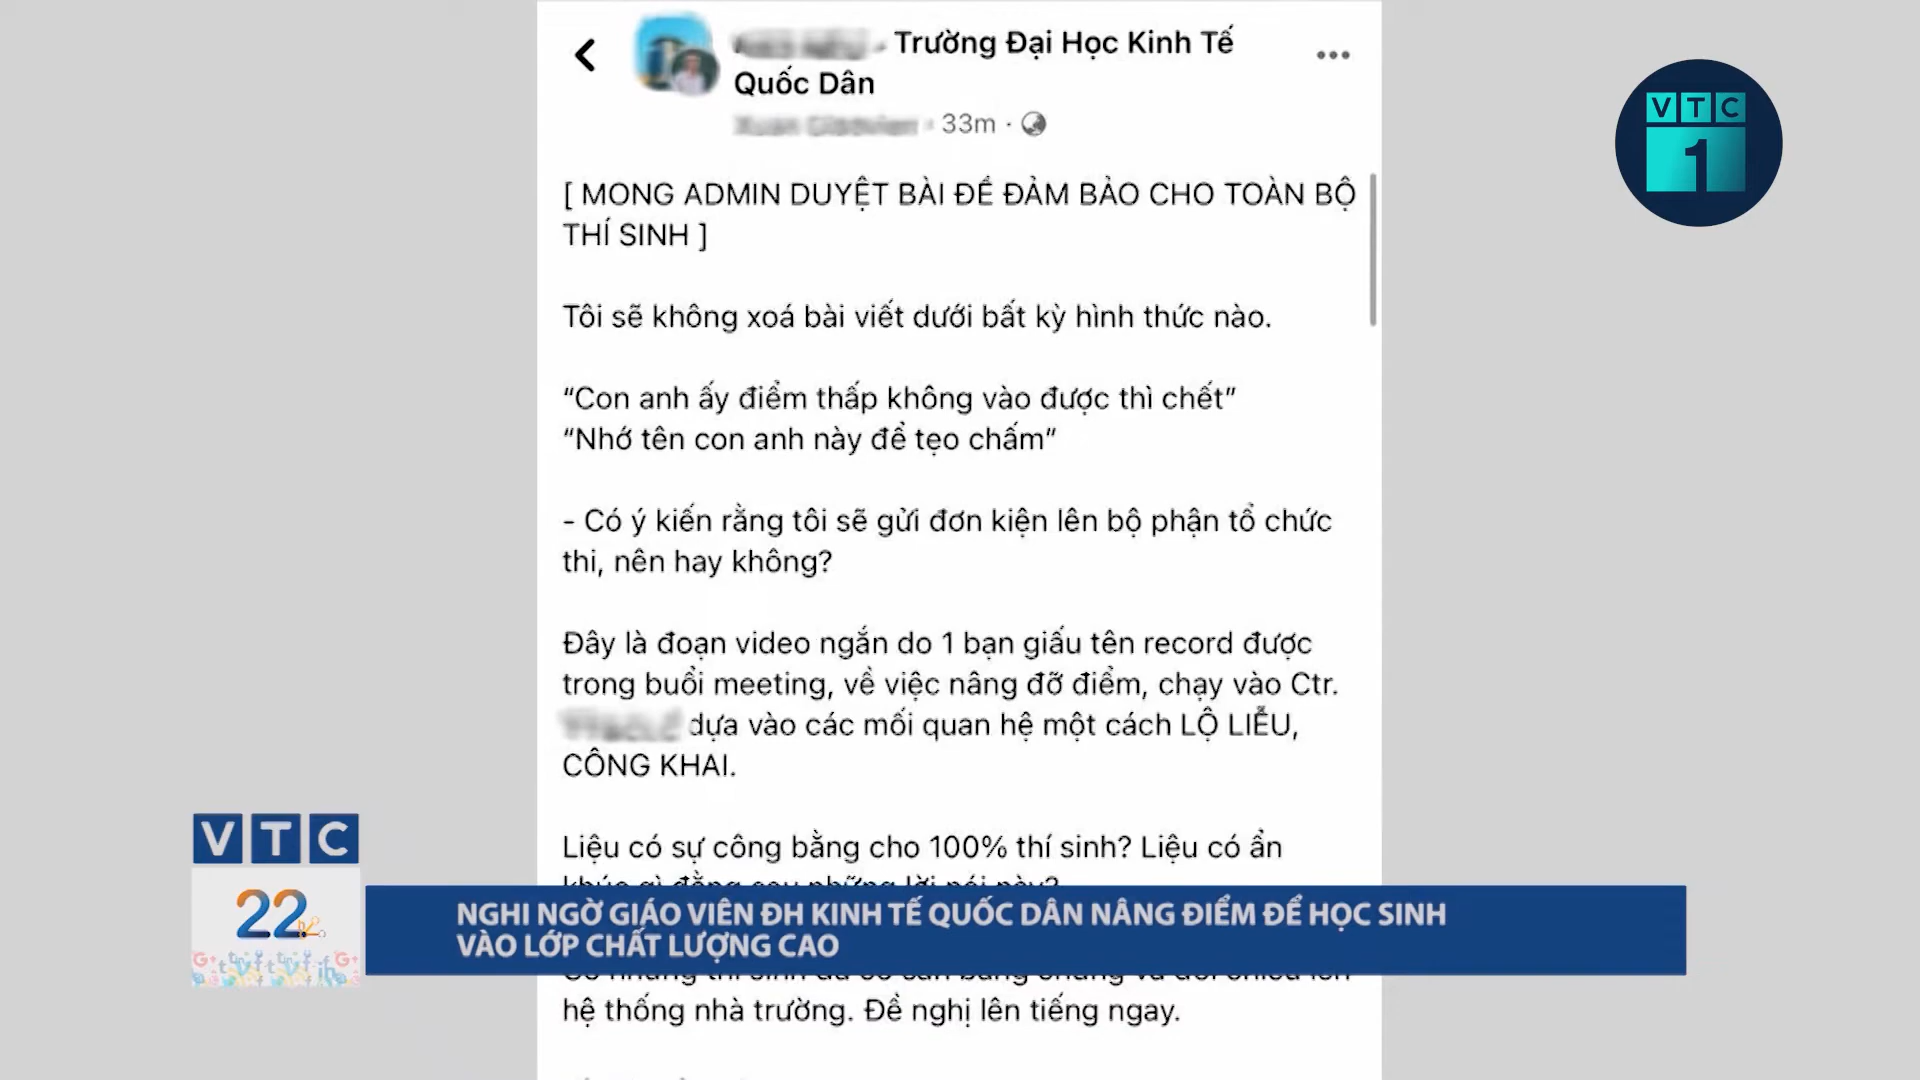 Trường Đại Học Kinh Tế
Quốc Dân
33m ·
VTC
1
[ MONG ADMIN DUYỆT BÀI ĐỂ ĐẢM BẢO CHO TOÀN BỘ
THÍ SINH ]
Tôi sẽ không xoá bài viết dưới bất kỳ hình thức nào.
“Con anh ấy điểm thấp không vào được thì chết”
“Nhớ tên con anh này để tẹo chấm”
- Có ý kiến rằng tôi sẽ gửi đơn kiện lên bộ phận tổ chức
thi, nên hay không?
Đây là đoạn video ngắn do 1 bạn giấu tên record được
trong buổi meeting, về việc nâng đỡ điểm, chạy vào Ctr.
dựa vào các mối quan hệ một cách LỘ LIỄU,
CÔNG KHAI.
Liệu có sự công bằng cho 100% thí sinh? Liệu có ẩn
VTC
22
NGHI NGỜ GIÁO VIÊN ĐH KINH TẾ QUỐC DÂN NÂNG ĐIỂM ĐỂ HỌC SINH
VÀO LỚP CHẤT LƯỢNG CAO
hệ thống nhà trường. Đề nghị lên tiếng ngay.